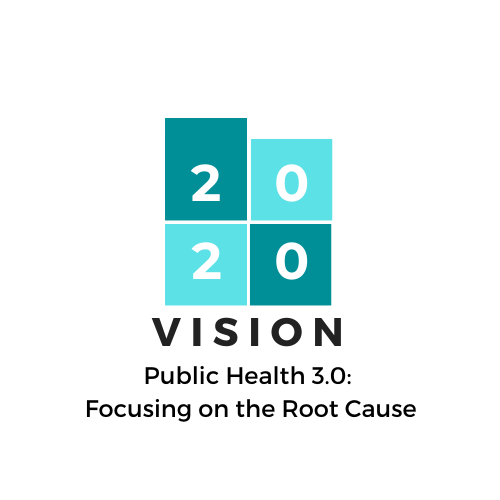 2 0
2 0
VISION
Public Health 3.0:
Focusing on the Root Cause